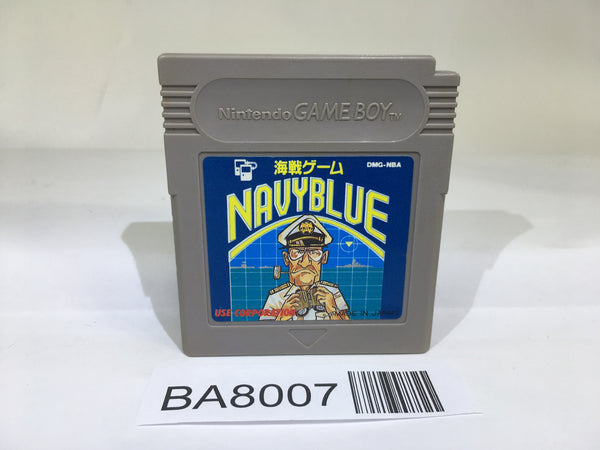 Nintendo GAME BOY TM
海戦ゲーム
DMG-NBA
NAVYBLUE
USE CORPORATION
MADE IN JAPAN
BA8007